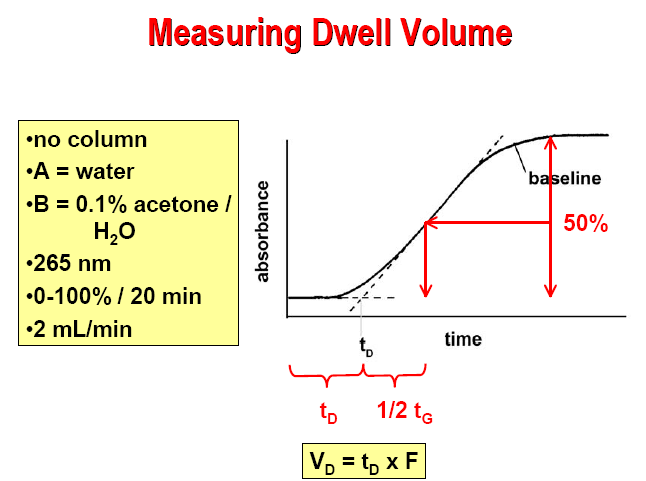 Measuring Dwell Volume
•no column
•A = water
•B = 0.1% acetone /
H2O
•265 nm
•0-100% / 20 min
•2 mL/min
absorbance
baseline
50%
tD
time
tD
1/2 tG
VD = tD x F